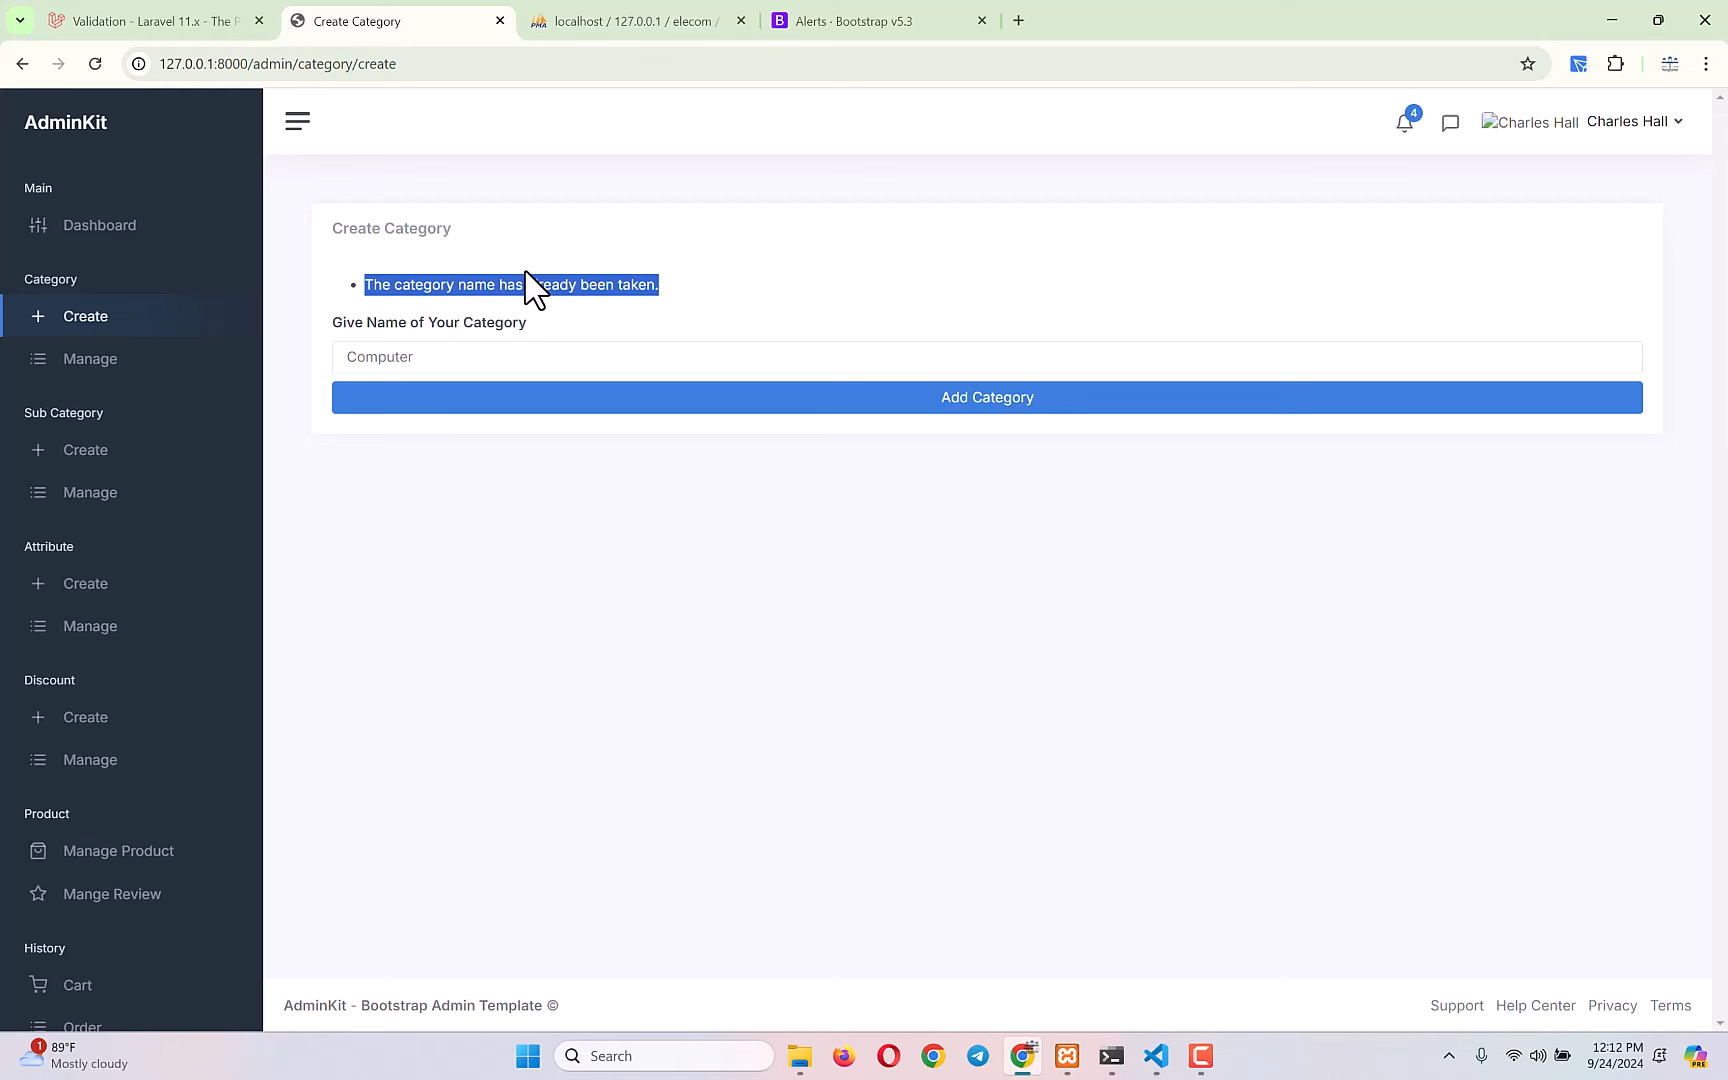 Validation - Laravel 11.x - The P
Create Category
localhost / 127.0.0.1 / elecom /
Alerts · Bootstrap v5.3
127.0.0.1:8000/admin/category/create
AdminKit
4
Charles Hall
Charles Hall
Main
Dashboard
Category
Create
Manage
Sub Category
Create
Manage
Attribute
Create
Manage
Discount
Create
Manage
Product
Manage Product
Mange Review
History
Cart
Order
Create Category
• The category name has already been taken.
Give Name of Your Category
Computer
Add Category
AdminKit - Bootstrap Admin Template ©
Support Help Center Privacy Terms
1
89°F
Mostly cloudy
Search
12:12 PM
9/24/2024
PRE